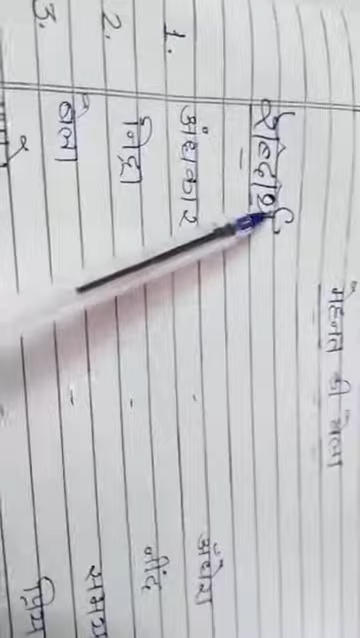 मेहनत की बेला
शब्दार्थ
1. अंधकार - अंधेरा
2. निद्रा - नींद
3. बेला - समय
प्रिय